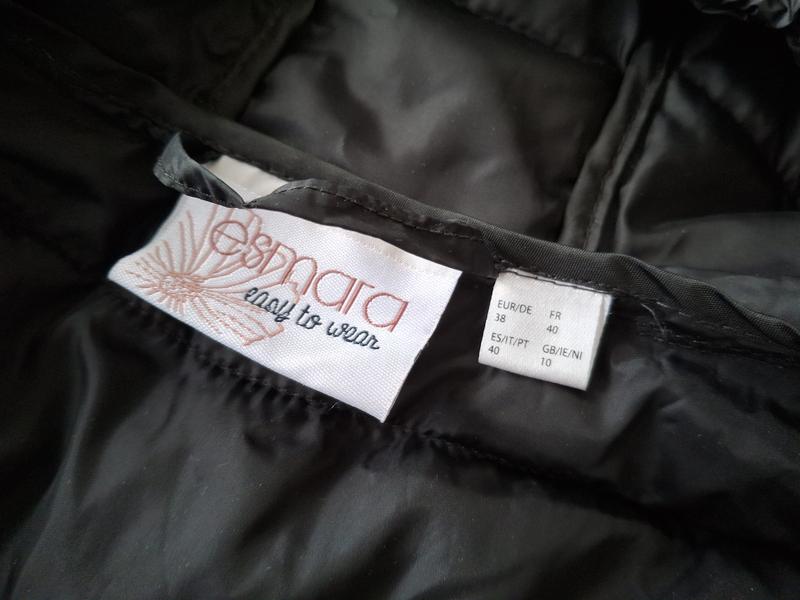 esmara
easy to wear
EUR/DE FR
38 40
ES/IT/PT GB/IE/NI
40 10